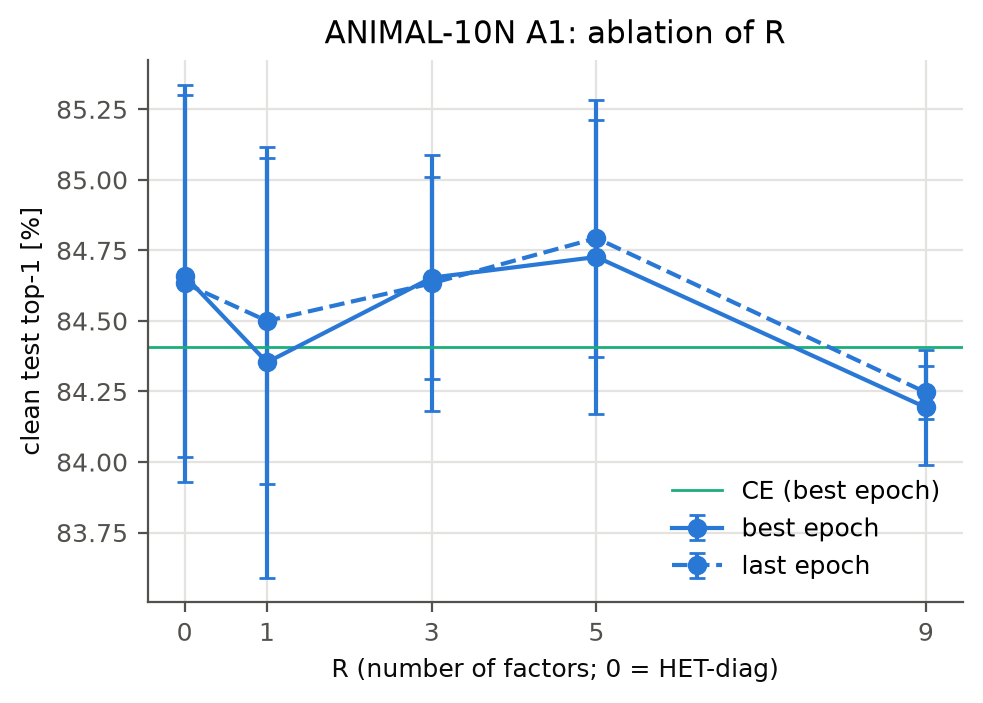 ANIMAL-10N A1: ablation of R
clean test top-1 [%]
85.25
85.00
84.75
84.50
84.25
84.00
83.75
CE (best epoch)
best epoch
last epoch
0 1 3 5 9
R (number of factors; 0 = HET-diag)